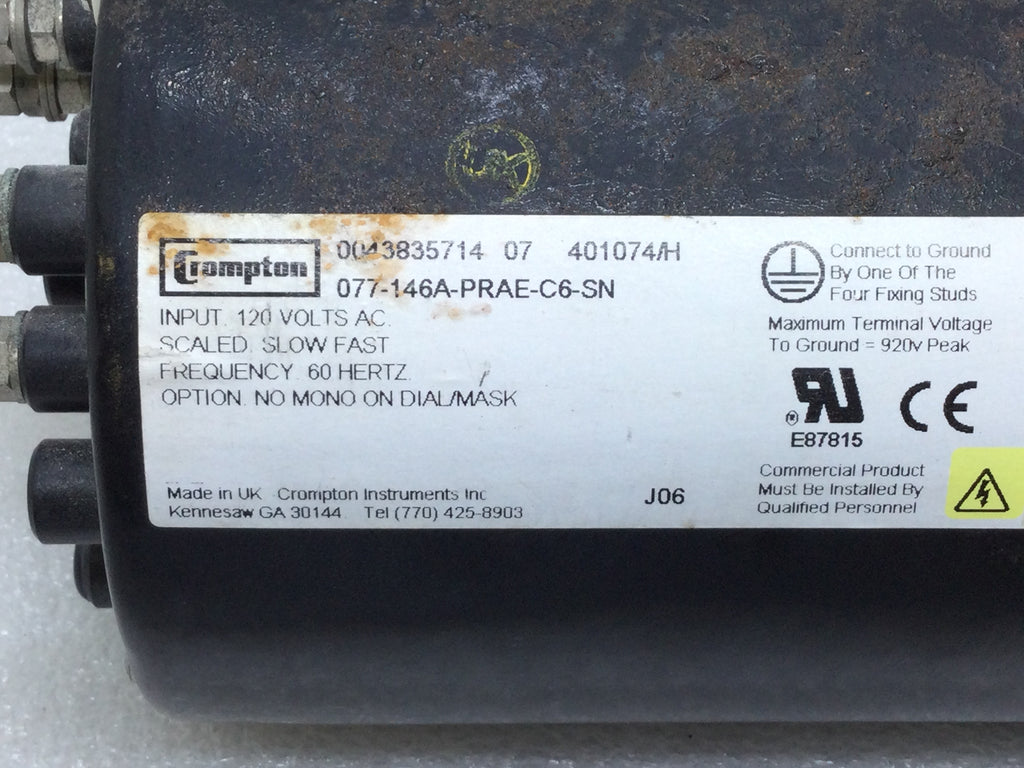 Crompton
0043835714 07 401074/H
077-146A-PRAE-C6-SN
INPUT. 120 VOLTS AC.
SCALED. SLOW FAST
FREQUENCY. 60 HERTZ.
OPTION. NO MONO ON DIAL/MASK
Made in UK Crompton Instruments Inc
Kennesaw GA 30144. Tel (770) 425-8903
J06
Connect to Ground
By One Of The
Four Fixing Studs
Maximum Terminal Voltage
To Ground = 920v Peak
® RU
E87815
CE
Commercial Product
Must Be Installed By
Qualified Personnel